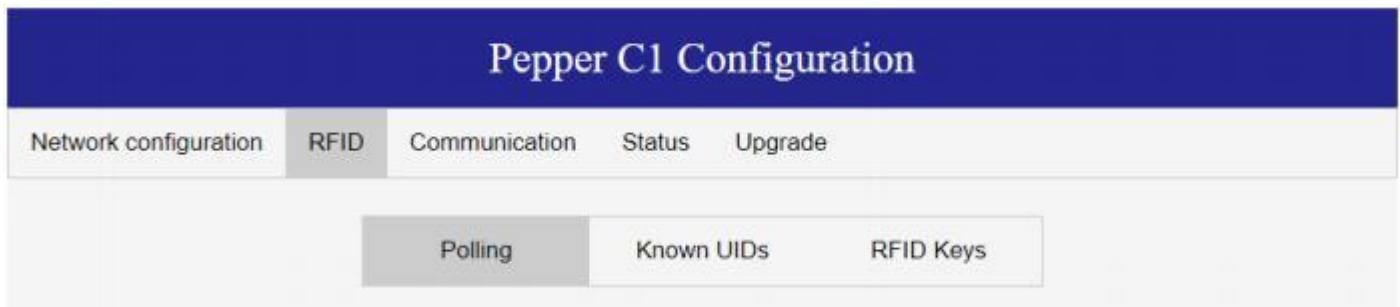 Pepper C1 Configuration
Network configuration RFID Communication Status Upgrade
Polling Known UIDs RFID Keys